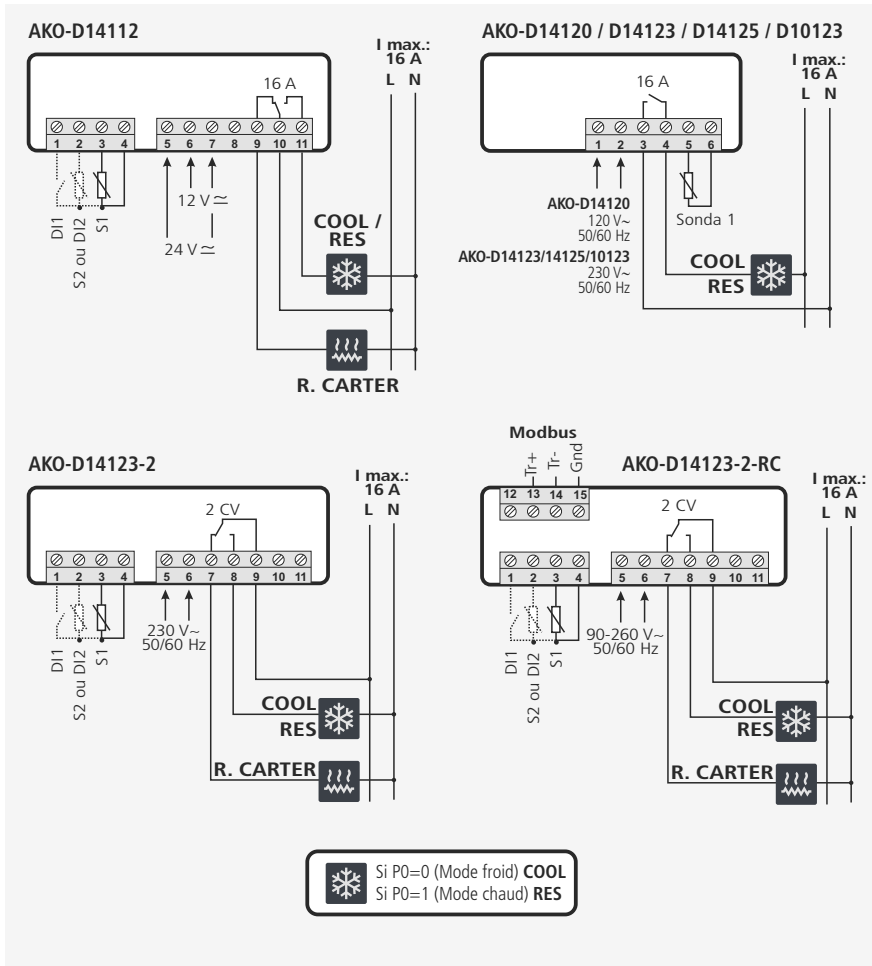 AKO-D14112
I max.:
16 A
L N
16 A
1 2 3 4 5 6 7 8 9 10 11
DI1
S2 ou DI2
S1
12 V ≃
24 V ≃
COOL /
RES
R. CARTER
AKO-D14120 / D14123 / D14125 / D10123
I max.:
16 A
L N
16 A
1 2 3 4 5 6
AKO-D14120
120 V~
50/60 Hz
Sonda 1
AKO-D14123/14125/10123
230 V~
50/60 Hz
COOL
RES
AKO-D14123-2
I max.:
16 A
L N
2 CV
1 2 3 4 5 6 7 8 9 10 11
DI1
S2 ou DI2
S1
230 V~
50/60 Hz
COOL
RES
R. CARTER
Modbus
Tr+
Tr-
Gnd
AKO-D14123-2-RC
I max.:
16 A
L N
12 13 14 15
2 CV
1 2 3 4 5 6 7 8 9 10 11
DI1
S2 ou DI2
S1
90-260 V~
50/60 Hz
COOL
RES
R. CARTER
Si P0=0 (Mode froid) COOL
Si P0=1 (Mode chaud) RES